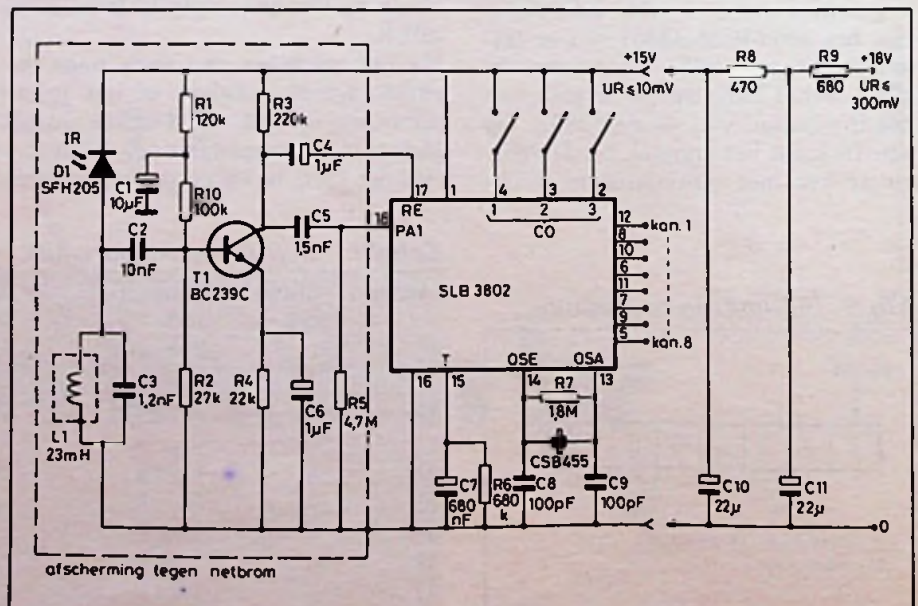 +15V
UR≤10mV
R8
470
R9
680
+18V
UR≤
300mV
IR
D1
SFH205
R1
120k
C1
10µF
R10
100k
R3
220k
C4
1µF
C2
10nF
T1
BC239C
C5
1,5nF
17
1
4
3
2
RE
1
2
3
18
PA1
CO
SLB 3802
12
kan.1
8
10
6
11
7
9
5
kan.8
T
OSE
OSA
16
15
14
13
L1
23mH
C3
1,2nF
R2
27k
R4
22k
C6
1µF
R5
4,7M
R7
1,8M
CSB455
C7
680
nF
R6
680
k
C8
100pF
C9
100pF
C10
22µ
C11
22µ
0
afscherming tegen netbrom